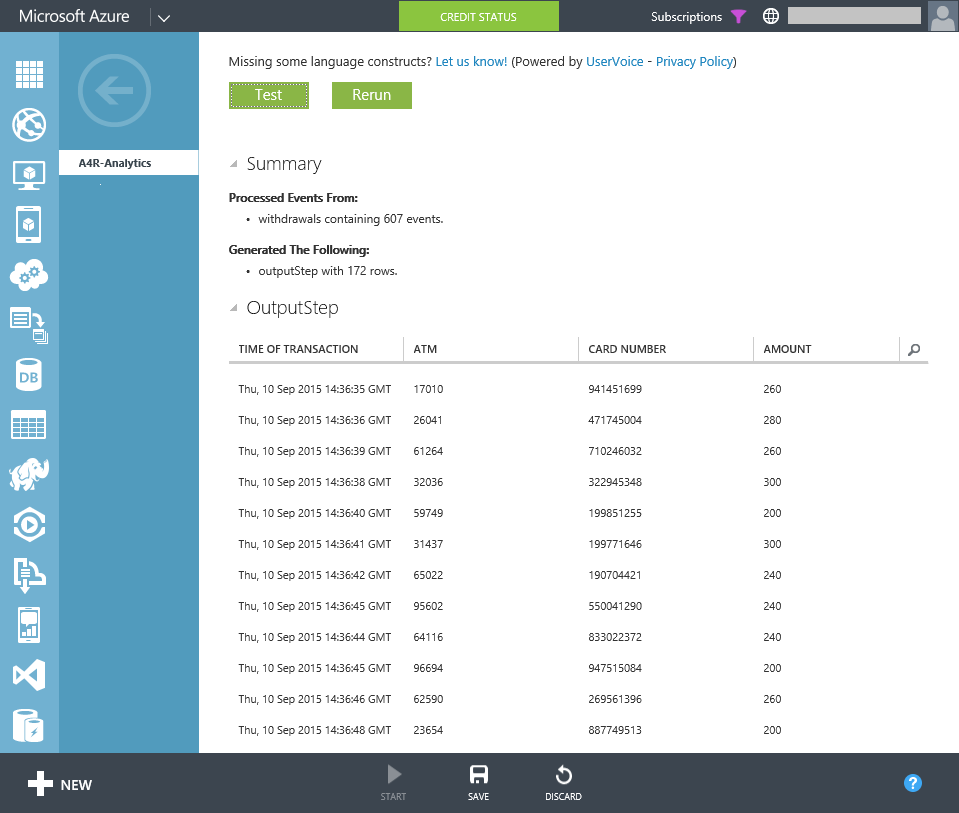 Microsoft Azure
CREDIT STATUS
Subscriptions
Missing some language constructs? Let us know! (Powered by UserVoice - Privacy Policy)
Test Rerun
A4R-Analytics
Summary
Processed Events From:
• withdrawals containing 607 events.
Generated The Following:
• outputStep with 172 rows.
OutputStep
TIME OF TRANSACTION ATM CARD NUMBER AMOUNT
Thu, 10 Sep 2015 14:36:35 GMT 17010 941451699 260
Thu, 10 Sep 2015 14:36:36 GMT 26041 471745004 280
Thu, 10 Sep 2015 14:36:39 GMT 61264 710246032 260
Thu, 10 Sep 2015 14:36:38 GMT 32036 322945348 300
Thu, 10 Sep 2015 14:36:40 GMT 59749 199851255 200
Thu, 10 Sep 2015 14:36:41 GMT 31437 199771646 300
Thu, 10 Sep 2015 14:36:42 GMT 65022 190704421 240
Thu, 10 Sep 2015 14:36:45 GMT 95602 550041290 240
Thu, 10 Sep 2015 14:36:44 GMT 64116 833022372 240
Thu, 10 Sep 2015 14:36:45 GMT 96694 947515084 200
Thu, 10 Sep 2015 14:36:46 GMT 62590 269561396 260
Thu, 10 Sep 2015 14:36:48 GMT 23654 887749513 200
DB
NEW
START
SAVE
DISCARD
?